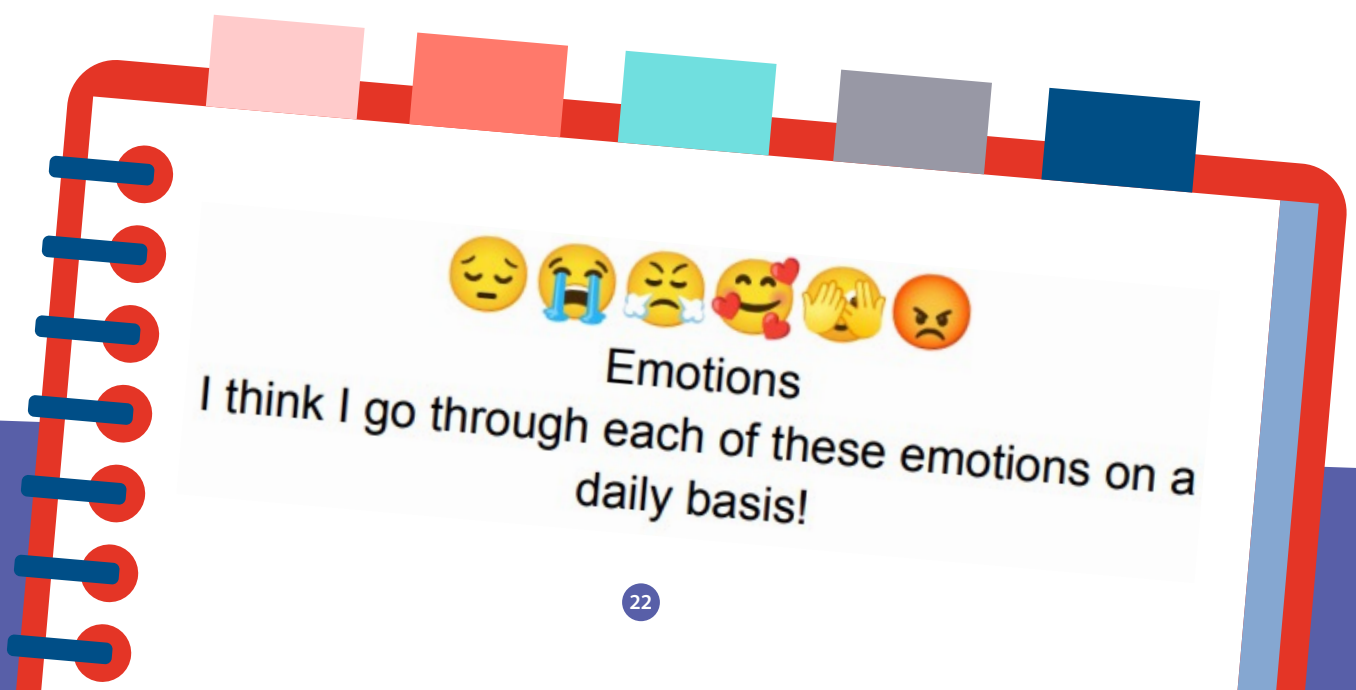 😔😭😤🥰🫣😡
Emotions
I think I go through each of these emotions on a
daily basis!
22